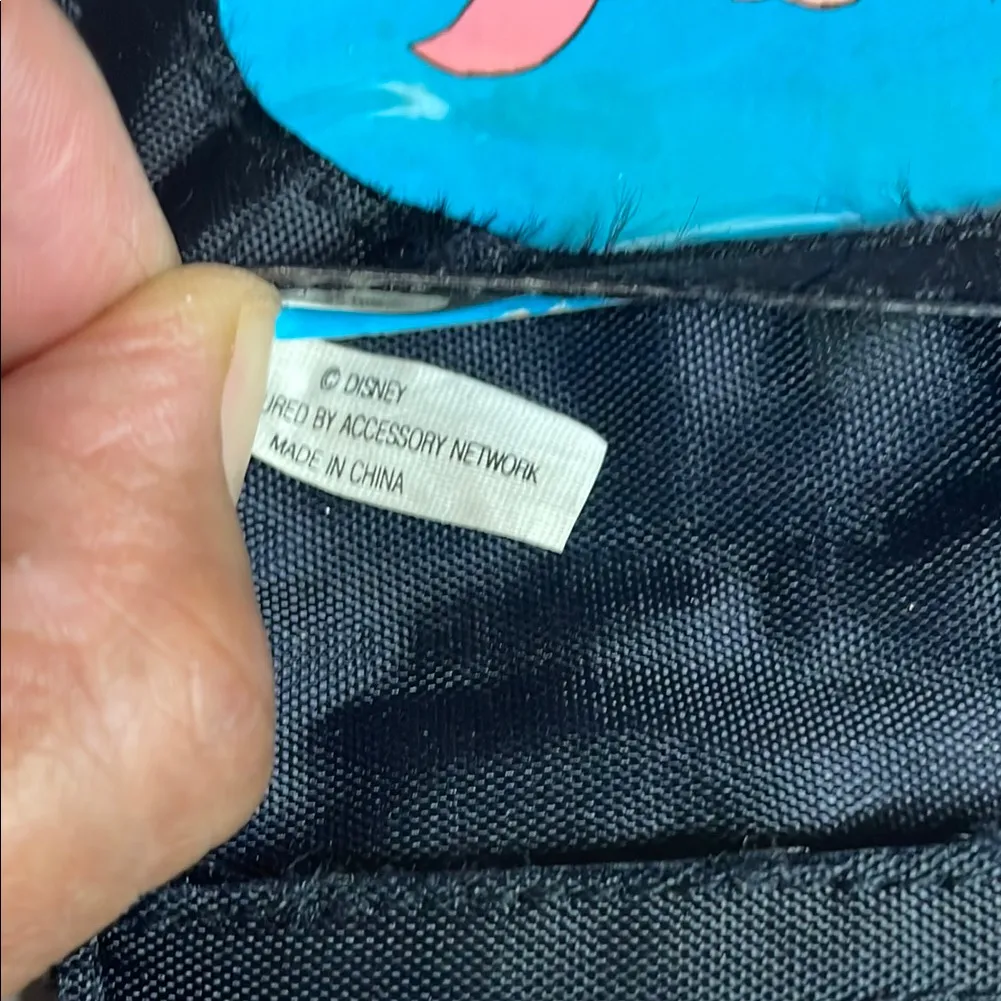 © DISNEY
URED BY ACCESSORY NETWORK
MADE IN CHINA